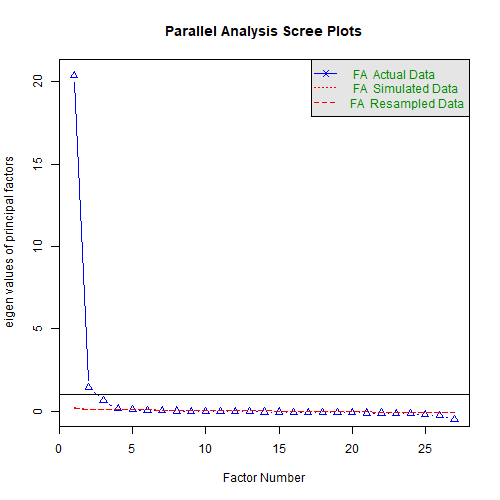 Parallel Analysis Scree Plots
FA Actual Data
FA Simulated Data
FA Resampled Data
eigen values of principal factors
20
15
10
5
0
0 5 10 15 20 25
Factor Number